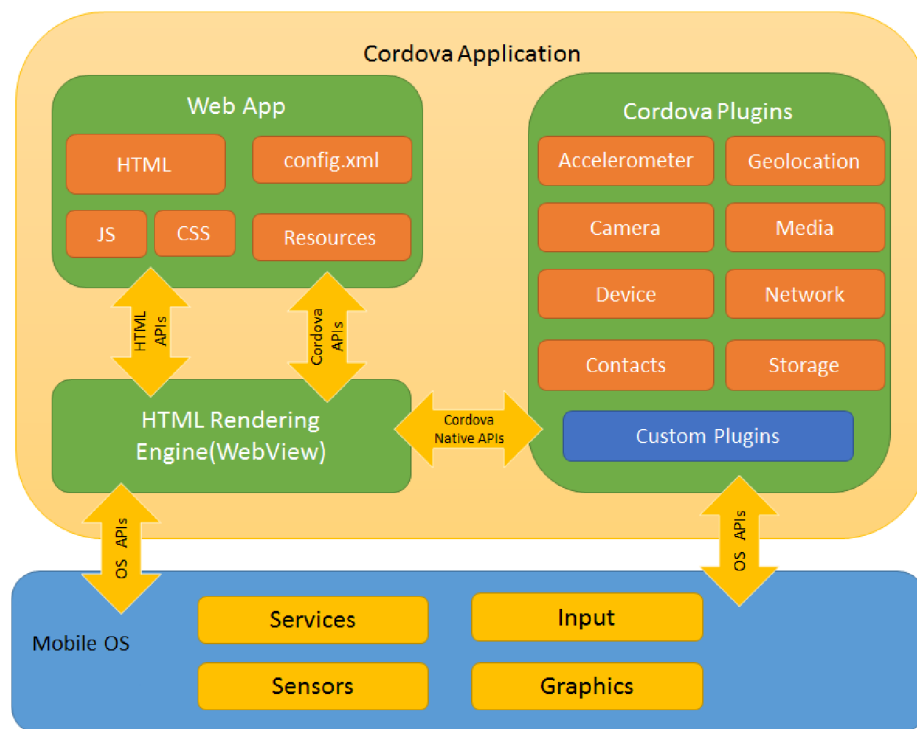 Cordova Application
Web App
HTML
config.xml
JS
CSS
Resources
HTML
APIs
Cordova
APIs
HTML Rendering
Engine(WebView)
Cordova
Native APIs
Cordova Plugins
Accelerometer
Geolocation
Camera
Media
Device
Network
Contacts
Storage
Custom Plugins
OS APIs
OS APIs
Mobile OS
Services
Input
Sensors
Graphics